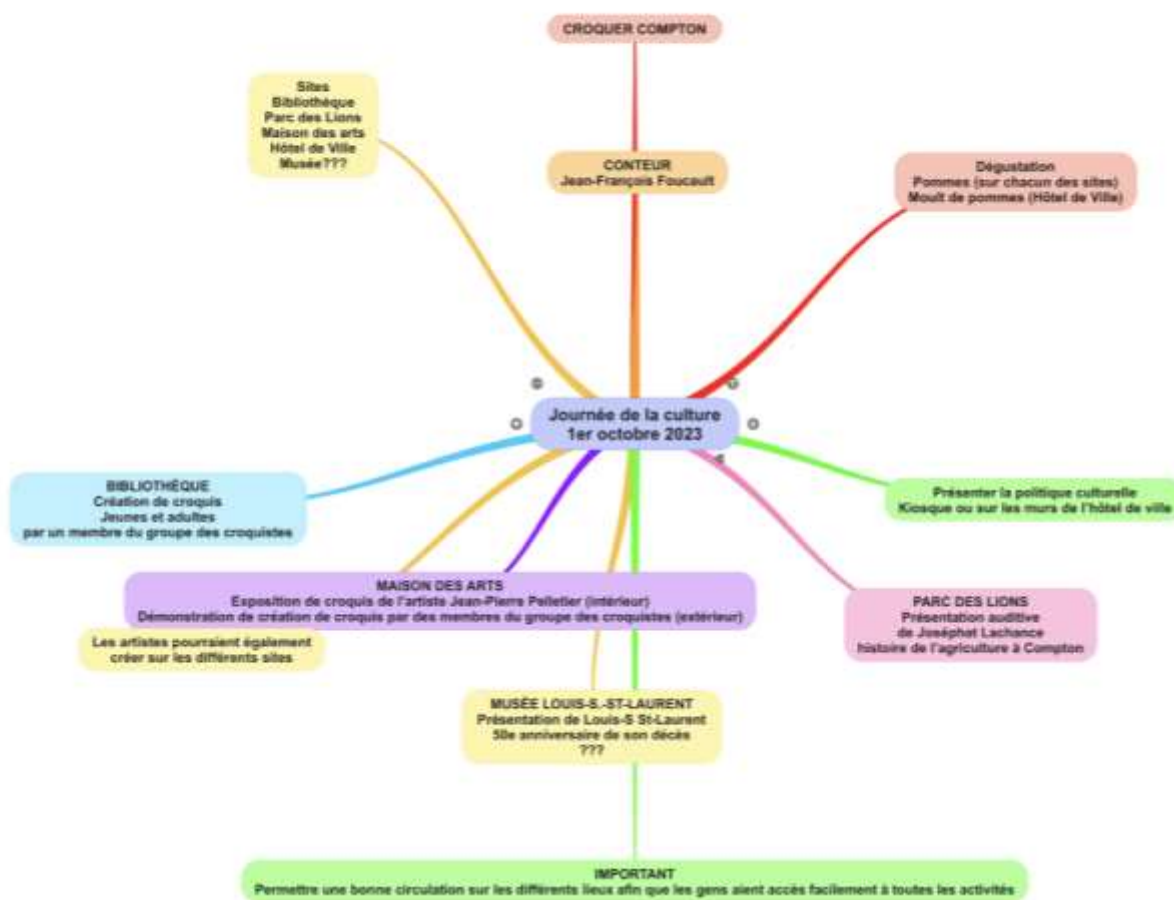 CROQUER COMPTON
Sites
Bibliothèque
Parc des Lions
Maison des arts
Hôtel de Ville
Musée???
CONTEUR
Jean-François Foucault
Dégustation
Pommes (sur chacun des sites)
Moult de pommes (Hôtel de Ville)
Journée de la culture
1er octobre 2023
BIBLIOTHÈQUE
Création de croquis
Jeunes et adultes
par un membre du groupe des croquistes
Présenter la politique culturelle
Kiosque ou sur les murs de l'hôtel de ville
MAISON DES ARTS
Exposition de croquis de l'artiste Jean-Pierre Pelletier (intérieur)
Démonstration de création de croquis par des membres du groupe des croquistes (extérieur)
PARC DES LIONS
Présentation auditive
de Joséphat Lachance
histoire de l'agriculture à Compton
Les artistes pourraient également
créer sur les différents sites
MUSÉE LOUIS-S.-ST-LAURENT
Présentation de Louis-S St-Laurent
50e anniversaire de son décès
???
IMPORTANT
Permettre une bonne circulation sur les différents lieux afin que les gens aient accès facilement à toutes les activités